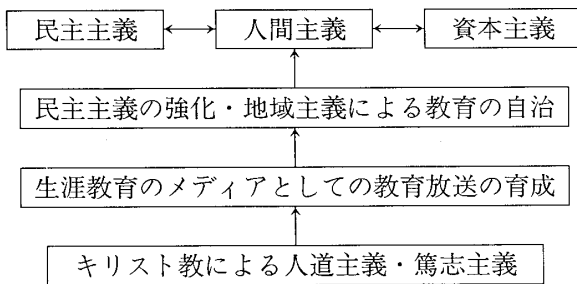 民主主義 人間主義 資本主義
民主主義の強化・地域主義による教育の自治
生涯教育のメディアとしての教育放送の育成
キリスト教による人道主義・篤志主義